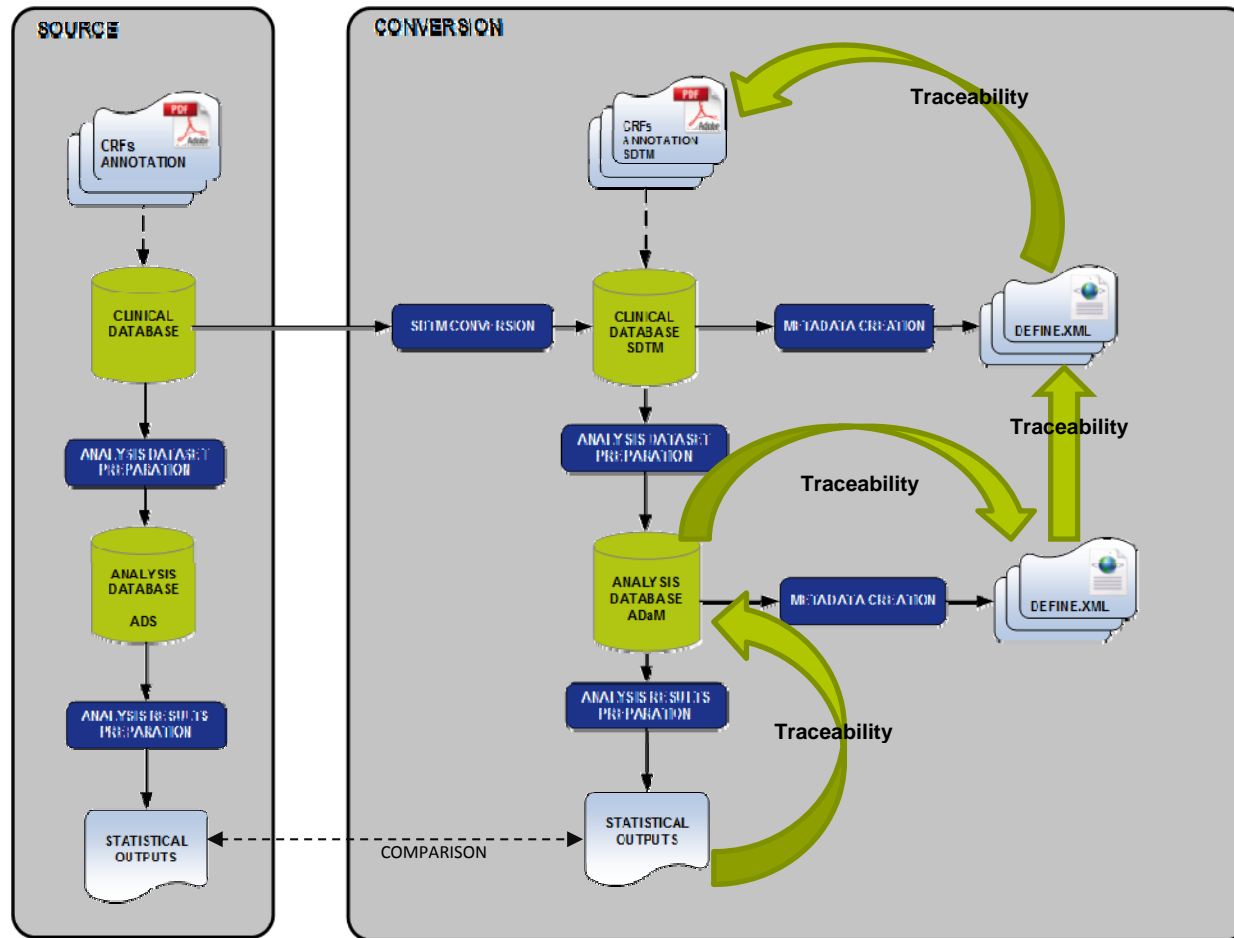 SOURCE
PDF
Adobe
CRFs
ANNOTATION
CLINICAL
DATABASE
ANALYSIS DATASET
PREPARATION
ANALYSIS
DATABASE
ADS
ANALYSIS RESULTS
PREPARATION
STATISTICAL
OUTPUTS
COMPARISON
CONVERSION
PDF
Adobe
CRFs
ANNOTATION
SDTM
Traceability
SDTM CONVERSION
CLINICAL
DATABASE
SDTM
METADATA CREATION
DEFINE.XML
Traceability
ANALYSIS DATASET
PREPARATION
Traceability
ANALYSIS
DATABASE
ADaM
METADATA CREATION
DEFINE.XML
ANALYSIS RESULTS
PREPARATION
Traceability
STATISTICAL
OUTPUTS